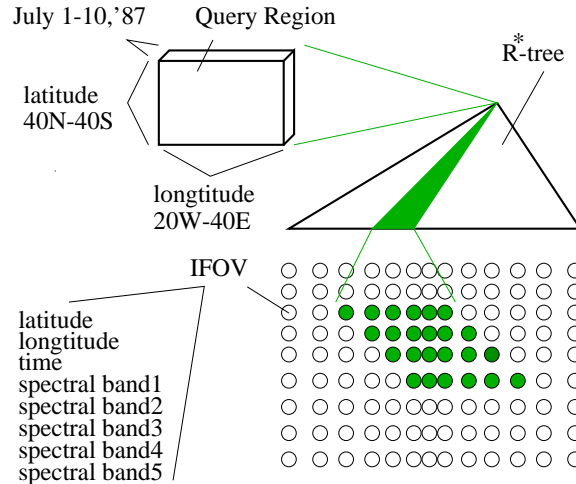 July 1-10,'87
Query Region
R*-tree
latitude
40N-40S
longtitude
20W-40E
IFOV
latitude
longtitude
time
spectral band1
spectral band2
spectral band3
spectral band4
spectral band5